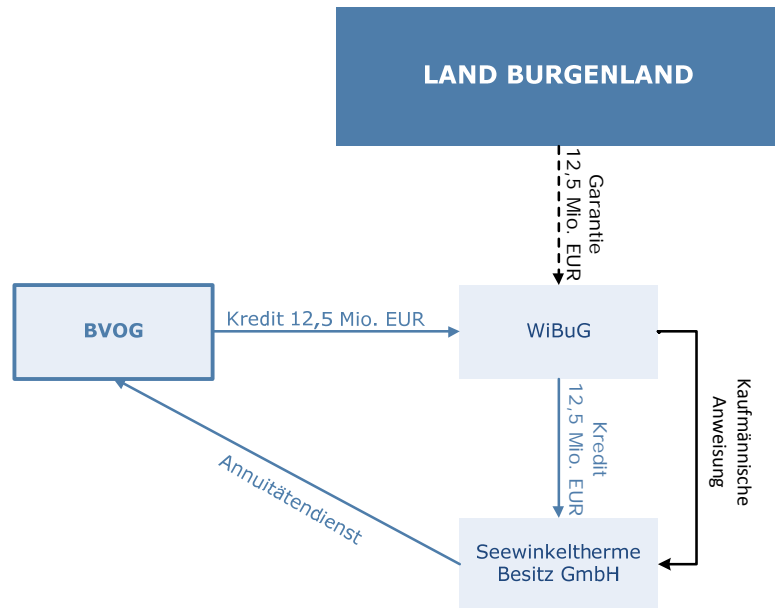 LAND BURGENLAND
Garantie
12,5 Mio. EUR
BVOG
Kredit 12,5 Mio. EUR
WiBuG
Kaufmännische
Anweisung
Kredit
12,5 Mio. EUR
Annuitätendienst
Seewinkeltherme
Besitz GmbH